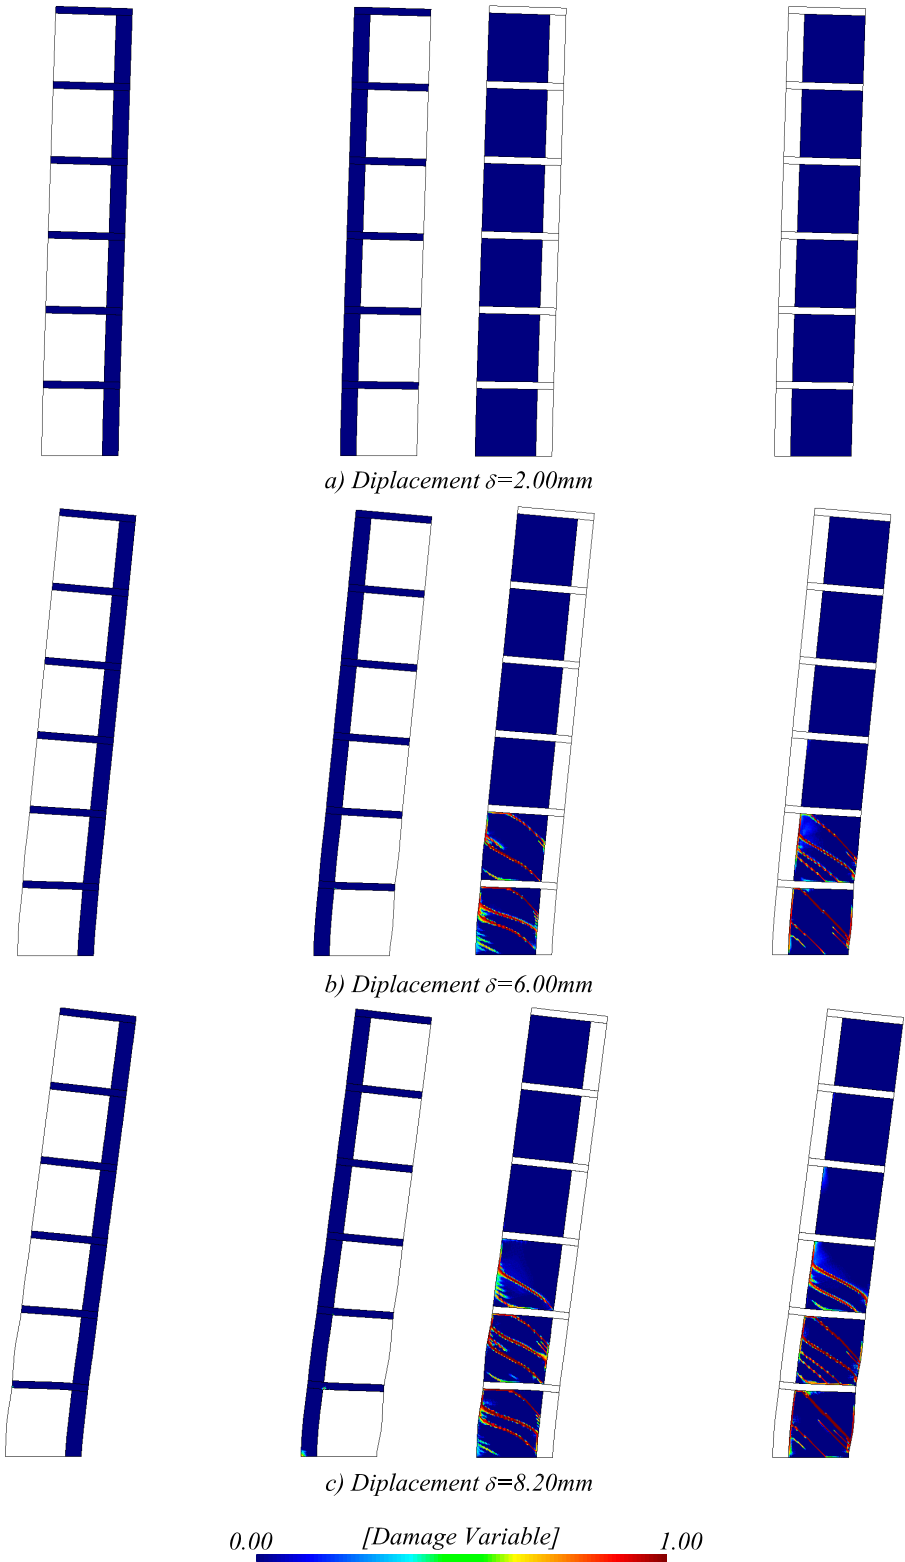 a) Diplacement δ=2.00mm
b) Diplacement δ=6.00mm
c) Diplacement δ=8.20mm
0.00 [Damage Variable] 1.00